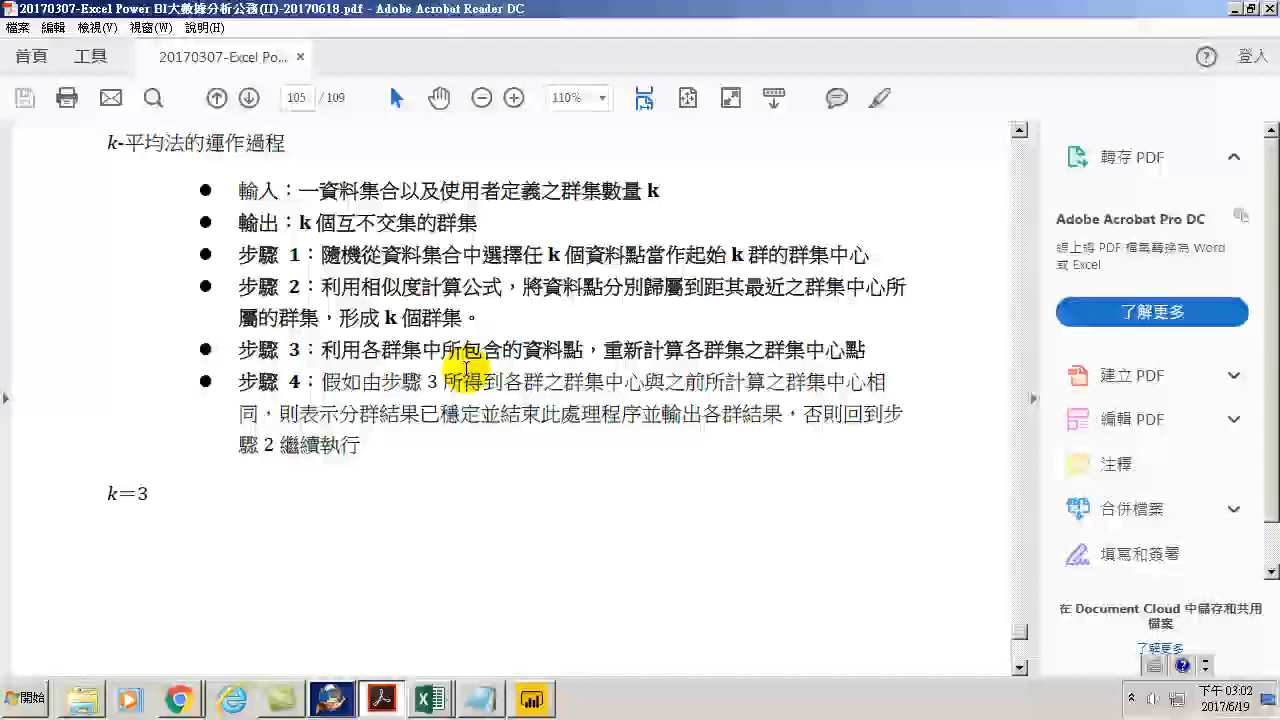 20170307-Excel Power BI大數據分析公務(II)-20170618.pdf - Adobe Acrobat Reader DC
檔案 編輯 檢視(V) 視窗(W) 說明(H)
首頁 工具 20170307-Excel Po... × 登入
105 / 109 110%
k-平均法的運作過程
● 輸入：一資料集合以及使用者定義之群集數量 k
● 輸出：k 個互不交集的群集
● 步驟 1：隨機從資料集合中選擇任 k 個資料點當作起始 k 群的群集中心
● 步驟 2：利用相似度計算公式，將資料點分別歸屬到距其最近之群集中心所
屬的群集，形成 k 個群集。
● 步驟 3：利用各群集中所包含的資料點，重新計算各群集之群集中心點
● 步驟 4：假如由步驟 3 所得到各群之群集中心與之前所計算之群集中心相
同，則表示分群結果已穩定並結束此處理程序並輸出各群結果，否則回到步
驟 2 繼續執行
k＝3
轉存 PDF
Adobe Acrobat Pro DC
線上將 PDF 檔案轉換為 Word
或 Excel
了解更多
建立 PDF
編輯 PDF
注釋
合併檔案
填寫和簽署
在 Document Cloud 中儲存和共用
檔案
了解更多
開始
下午 03:02
2017/6/19